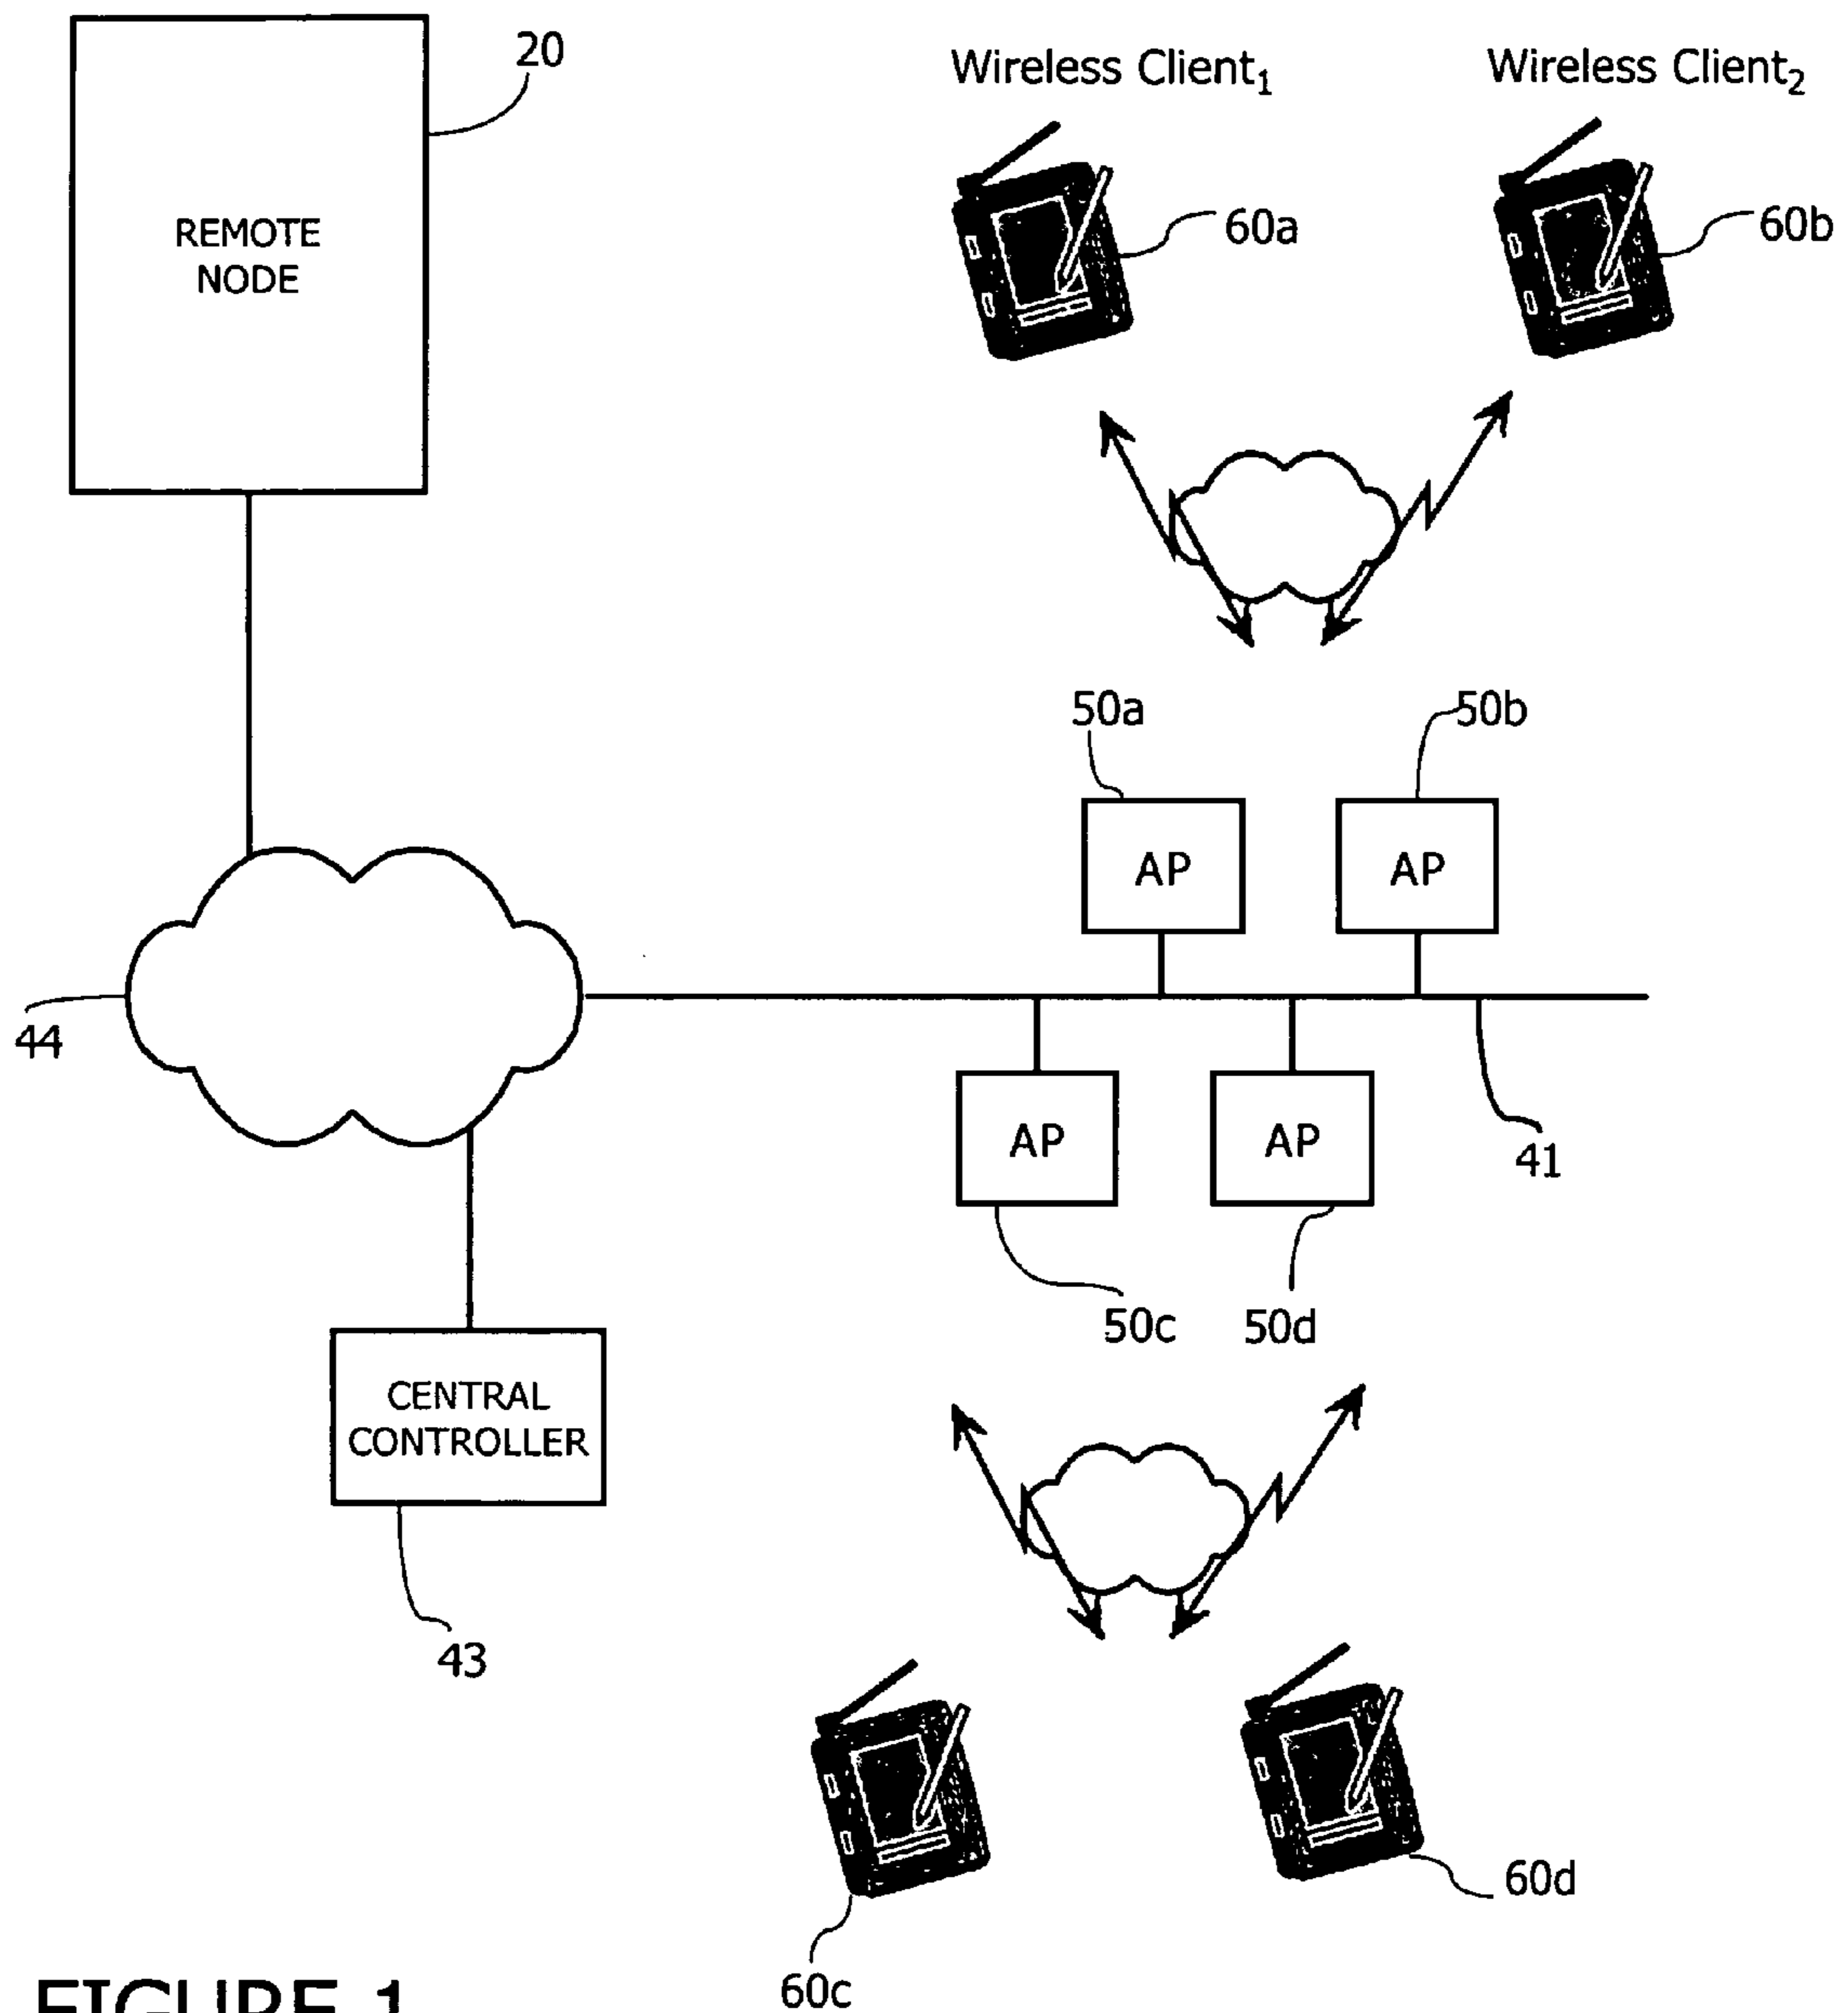 20
Wireless Client₁
Wireless Client₂
REMOTE
NODE
60a
60b
50a
50b
AP
AP
44
AP
AP
41
50c
50d
CENTRAL
CONTROLLER
43
60d
60c
FIGURE 1